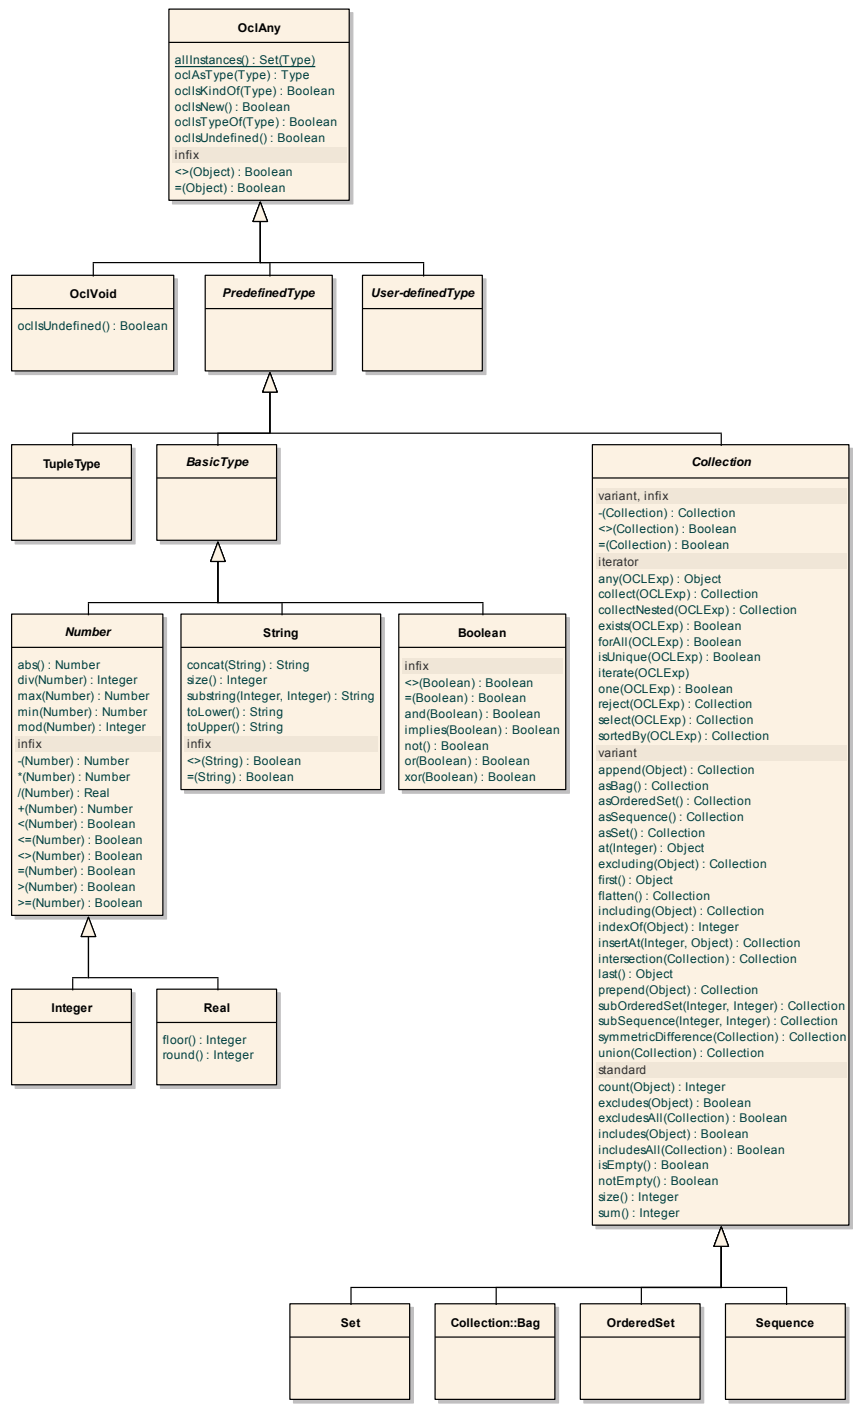 OclAny
allInstances() : Set(Type)
oclAsType(Type) : Type
oclIsKindOf(Type) : Boolean
oclIsNew() : Boolean
oclIsTypeOf(Type) : Boolean
oclIsUndefined() : Boolean
infix
<>(Object) : Boolean
=(Object) : Boolean
OclVoid
oclIsUndefined() : Boolean
PredefinedType
User-definedType
TupleType
BasicType
Collection
variant, infix
-(Collection) : Collection
<>(Collection) : Boolean
=(Collection) : Boolean
iterator
any(OCLExp) : Object
collect(OCLExp) : Collection
collectNested(OCLExp) : Collection
exists(OCLExp) : Boolean
forAll(OCLExp) : Boolean
isUnique(OCLExp) : Boolean
iterate(OCLExp)
one(OCLExp) : Boolean
reject(OCLExp) : Collection
select(OCLExp) : Collection
sortedBy(OCLExp) : Collection
variant
append(Object) : Collection
asBag() : Collection
asOrderedSet() : Collection
asSequence() : Collection
asSet() : Collection
at(Integer) : Object
excluding(Object) : Collection
first() : Object
flatten() : Collection
including(Object) : Collection
indexOf(Object) : Integer
insertAt(Integer, Object) : Collection
intersection(Collection) : Collection
last() : Object
prepend(Object) : Collection
subOrderedSet(Integer, Integer) : Collection
subSequence(Integer, Integer) : Collection
symmetricDifference(Collection) : Collection
union(Collection) : Collection
standard
count(Object) : Integer
excludes(Object) : Boolean
excludesAll(Collection) : Boolean
includes(Object) : Boolean
includesAll(Collection) : Boolean
isEmpty() : Boolean
notEmpty() : Boolean
size() : Integer
sum() : Integer
Number
abs() : Number
div(Number) : Integer
max(Number) : Number
min(Number) : Number
mod(Number) : Integer
infix
-(Number) : Number
*(Number) : Number
/(Number) : Real
+(Number) : Number
<(Number) : Boolean
<=(Number) : Boolean
<>(Number) : Boolean
=(Number) : Boolean
>(Number) : Boolean
>=(Number) : Boolean
String
concat(String) : String
size() : Integer
substring(Integer, Integer) : String
toLower() : String
toUpper() : String
infix
<>(String) : Boolean
=(String) : Boolean
Boolean
infix
<>(Boolean) : Boolean
=(Boolean) : Boolean
and(Boolean) : Boolean
implies(Boolean) : Boolean
not() : Boolean
or(Boolean) : Boolean
xor(Boolean) : Boolean
Integer
Real
floor() : Integer
round() : Integer
Set
Collection::Bag
OrderedSet
Sequence